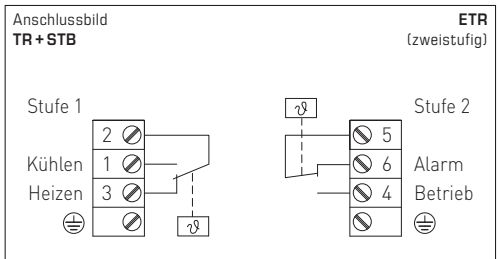 Anschlussbild ETR
TR + STB (zweistufig)
Stufe 1 ϑ Stufe 2
2 5
Kühlen 1 6 Alarm
Heizen 3 4 Betrieb
ϑ